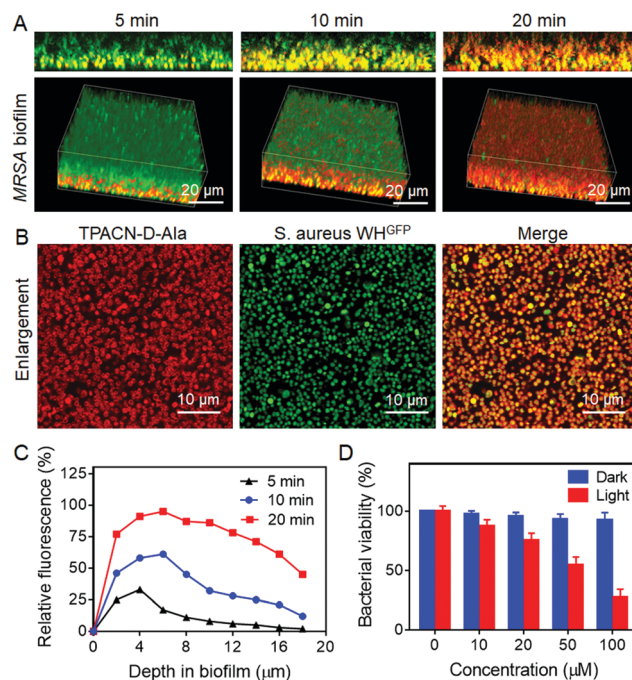 A
5 min 10 min 20 min
MRSA biofilm
20 μm 20 μm 20 μm
B
TPACN-D-Ala S. aureus WHGFP Merge
Enlargement
10 μm 10 μm 10 μm
C
Relative fluorescence (%)
125
100
75
50
25
0
5 min
10 min
20 min
0 4 8 12 16 20
Depth in biofilm (μm)
D
Bacterial viability (%)
100
50
0
Dark
Light
0 10 20 50 100
Concentration (μM)